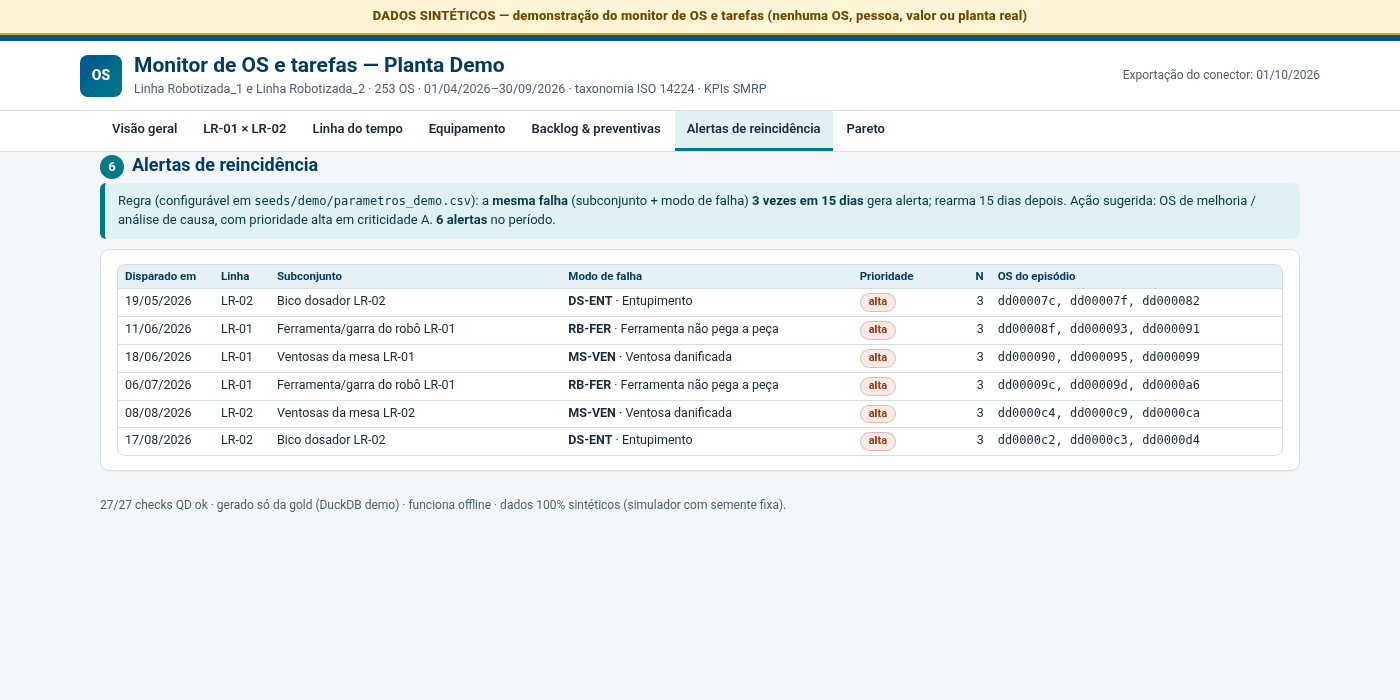 DADOS SINTÉTICOS — demonstração do monitor de OS e tarefas (nenhuma OS, pessoa, valor ou planta real)
OS
Monitor de OS e tarefas — Planta Demo
Linha Robotizada_1 e Linha Robotizada_2 · 253 OS · 01/04/2026–30/09/2026 · taxonomia ISO 14224 · KPIs SMRP
Exportação do conector: 01/10/2026
Visão geral LR-01 × LR-02 Linha do tempo Equipamento Backlog & preventivas Alertas de reincidência Pareto
6 Alertas de reincidência
Regra (configurável em seeds/demo/parametros_demo.csv): a mesma falha (subconjunto + modo de falha) 3 vezes em 15 dias gera alerta; rearma 15 dias depois. Ação sugerida: OS de melhoria /
análise de causa, com prioridade alta em criticidade A. 6 alertas no período.
Disparado em Linha Subconjunto Modo de falha Prioridade N OS do episódio
19/05/2026 LR-02 Bico dosador LR-02 DS-ENT · Entupimento alta 3 dd00007c, dd00007f, dd000082
11/06/2026 LR-01 Ferramenta/garra do robô LR-01 RB-FER · Ferramenta não pega a peça alta 3 dd00008f, dd000093, dd000091
18/06/2026 LR-01 Ventosas da mesa LR-01 MS-VEN · Ventosa danificada alta 3 dd000090, dd000095, dd000099
06/07/2026 LR-01 Ferramenta/garra do robô LR-01 RB-FER · Ferramenta não pega a peça alta 3 dd00009c, dd00009d, dd0000a6
08/08/2026 LR-02 Ventosas da mesa LR-02 MS-VEN · Ventosa danificada alta 3 dd0000c4, dd0000c9, dd0000ca
17/08/2026 LR-02 Bico dosador LR-02 DS-ENT · Entupimento alta 3 dd0000c2, dd0000c3, dd0000d4
27/27 checks QD ok · gerado só da gold (DuckDB demo) · funciona offline · dados 100% sintéticos (simulador com semente fixa).